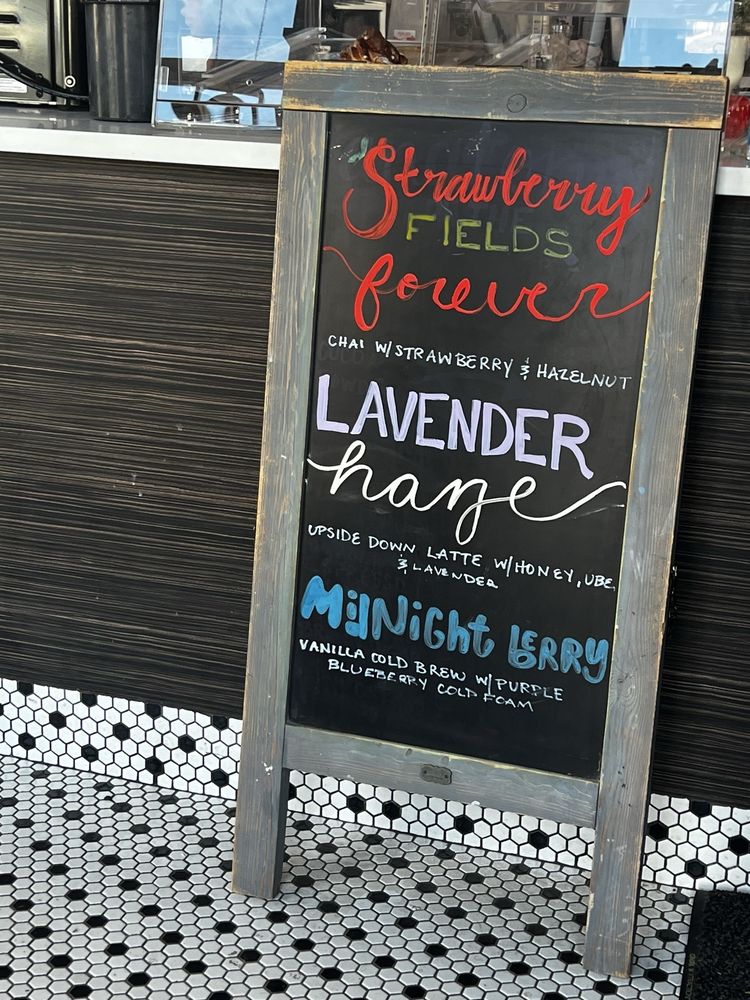 Strawberry
FIELDS
forever
CHAI W/STRAWBERRY & HAZELNUT
LAVENDER
haze
UPSIDE DOWN LATTE W/HONEY, UBE
& LAVENDER
MidNight BERRY
VANILLA COLD BREW W/PURPLE
BLUEBERRY COLD FOAM